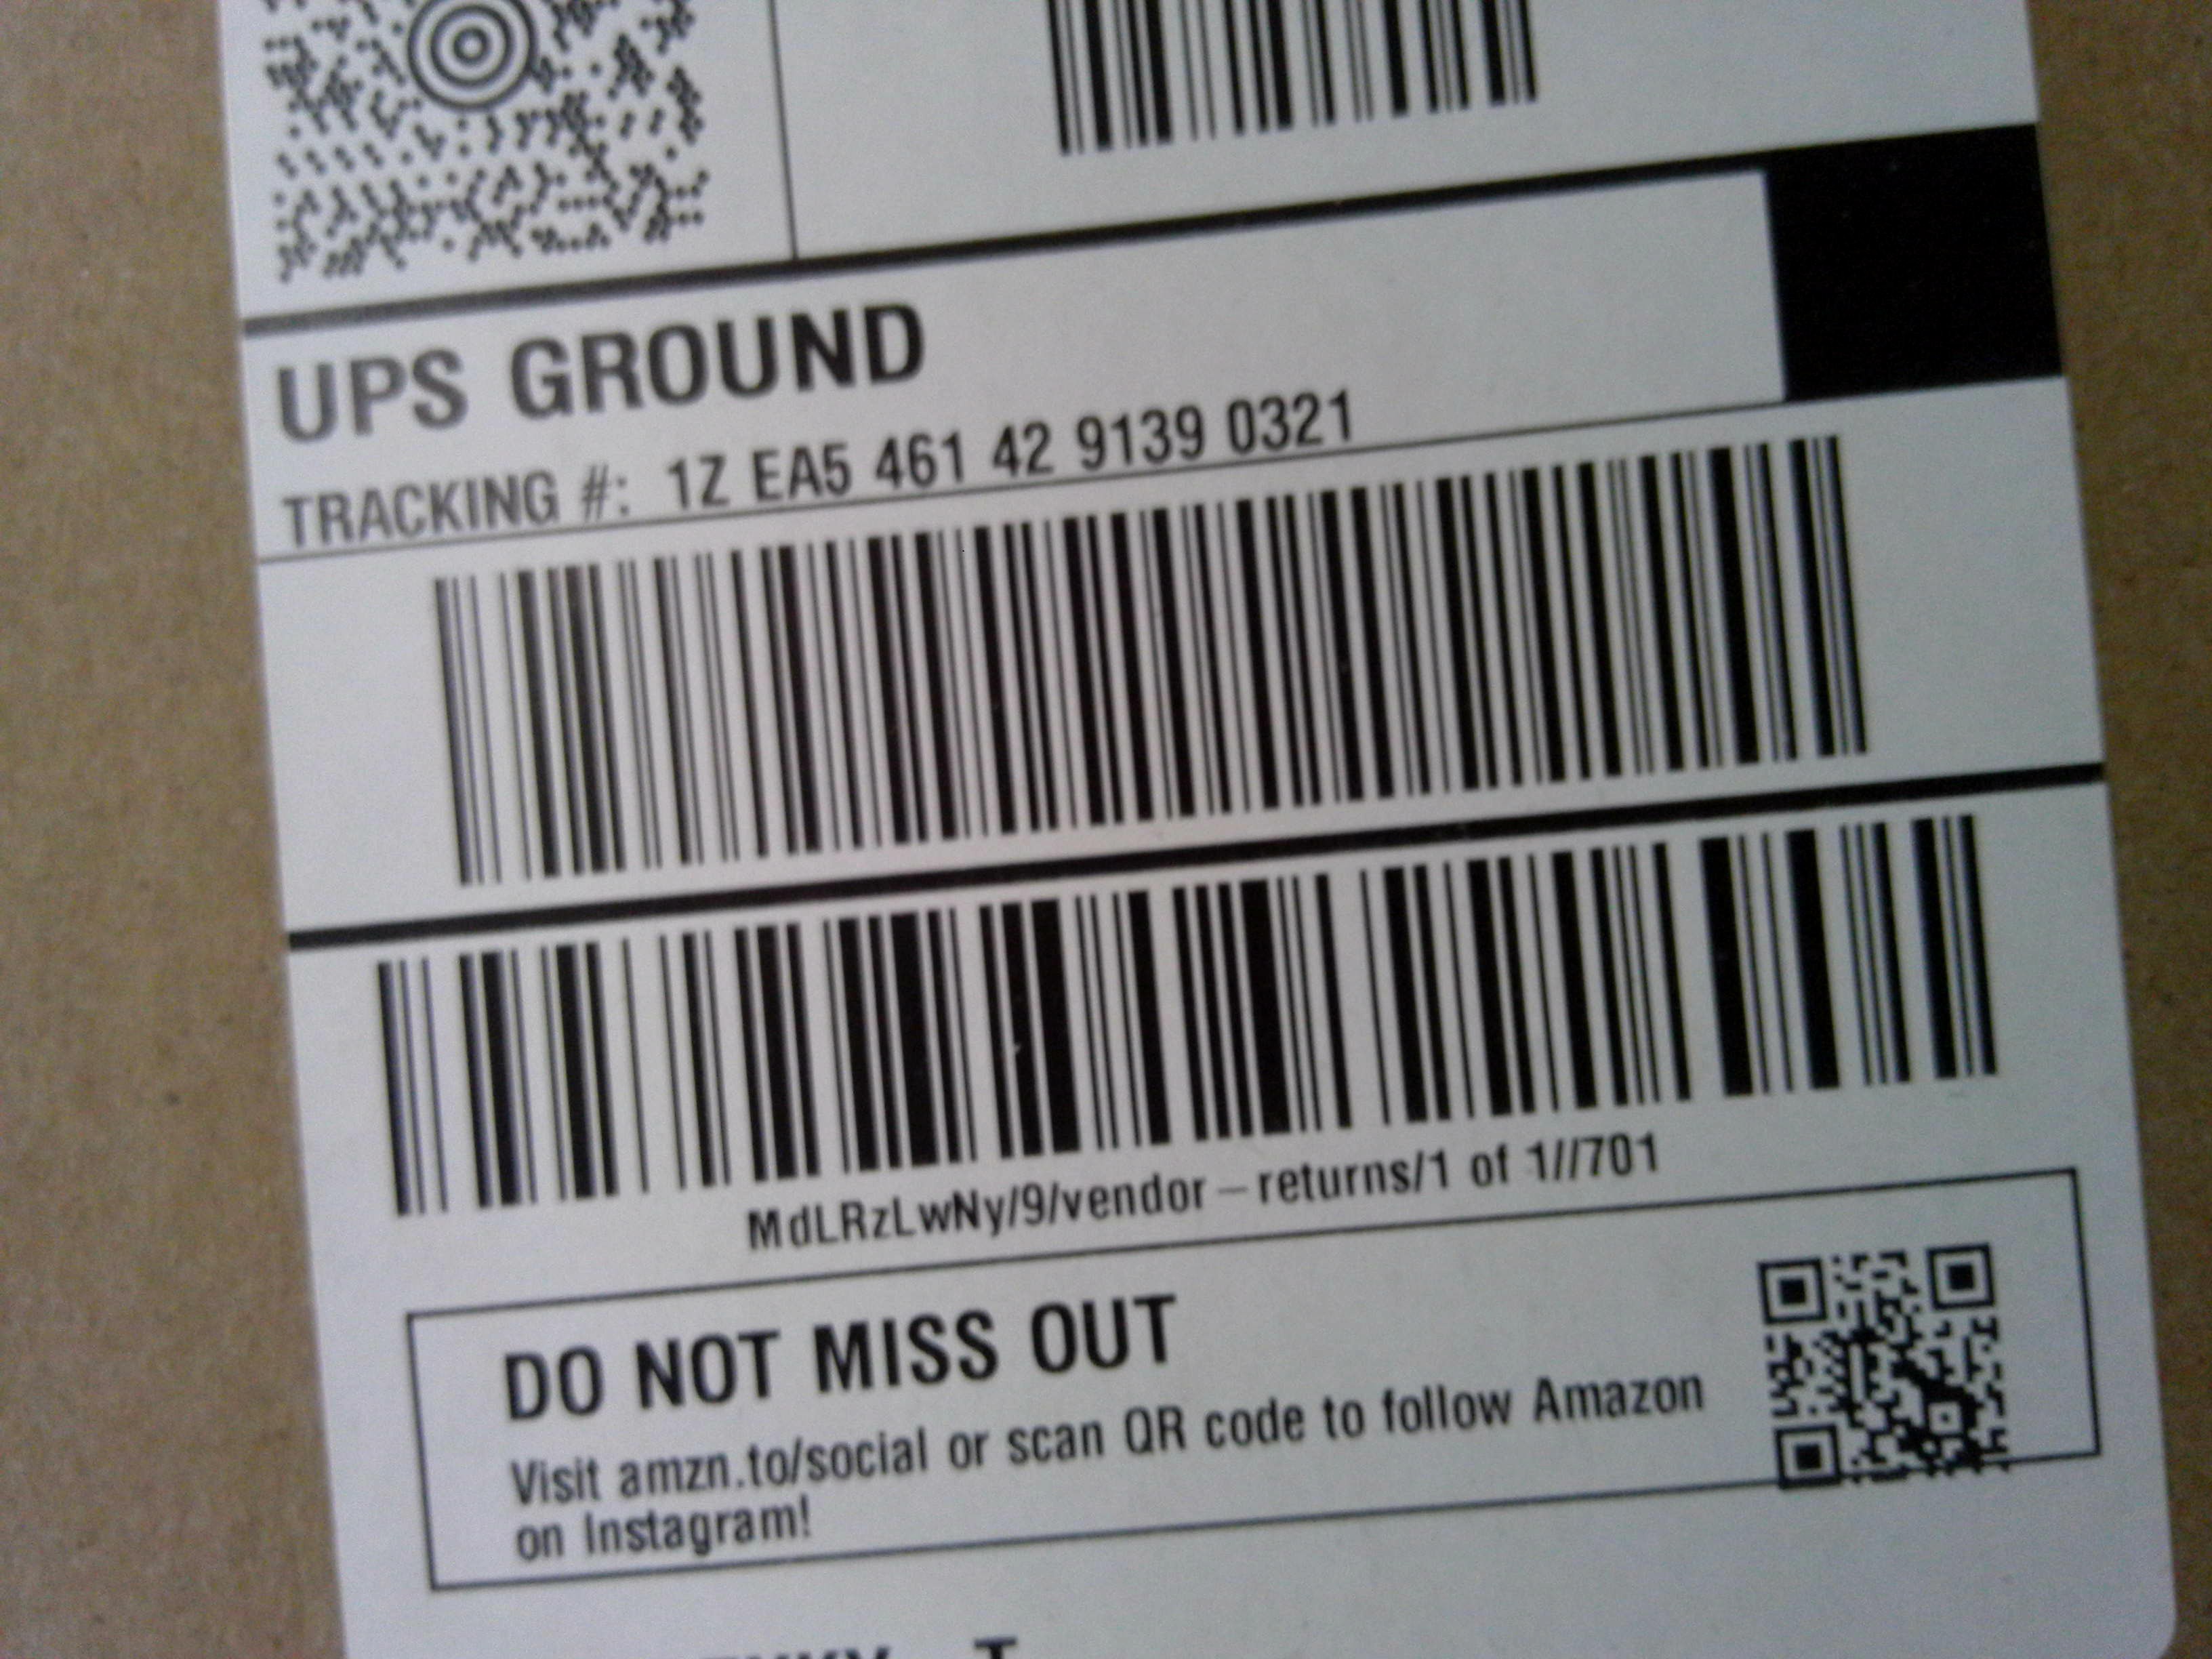 UPS GROUND
TRACKING #: 1Z EA5 461 42 9139 0321
MdLRzLwNy/9/vendor-returns/1 of 1//701
DO NOT MISS OUT
Visit amzn.to/social or scan QR code to follow Amazon
on Instagram!